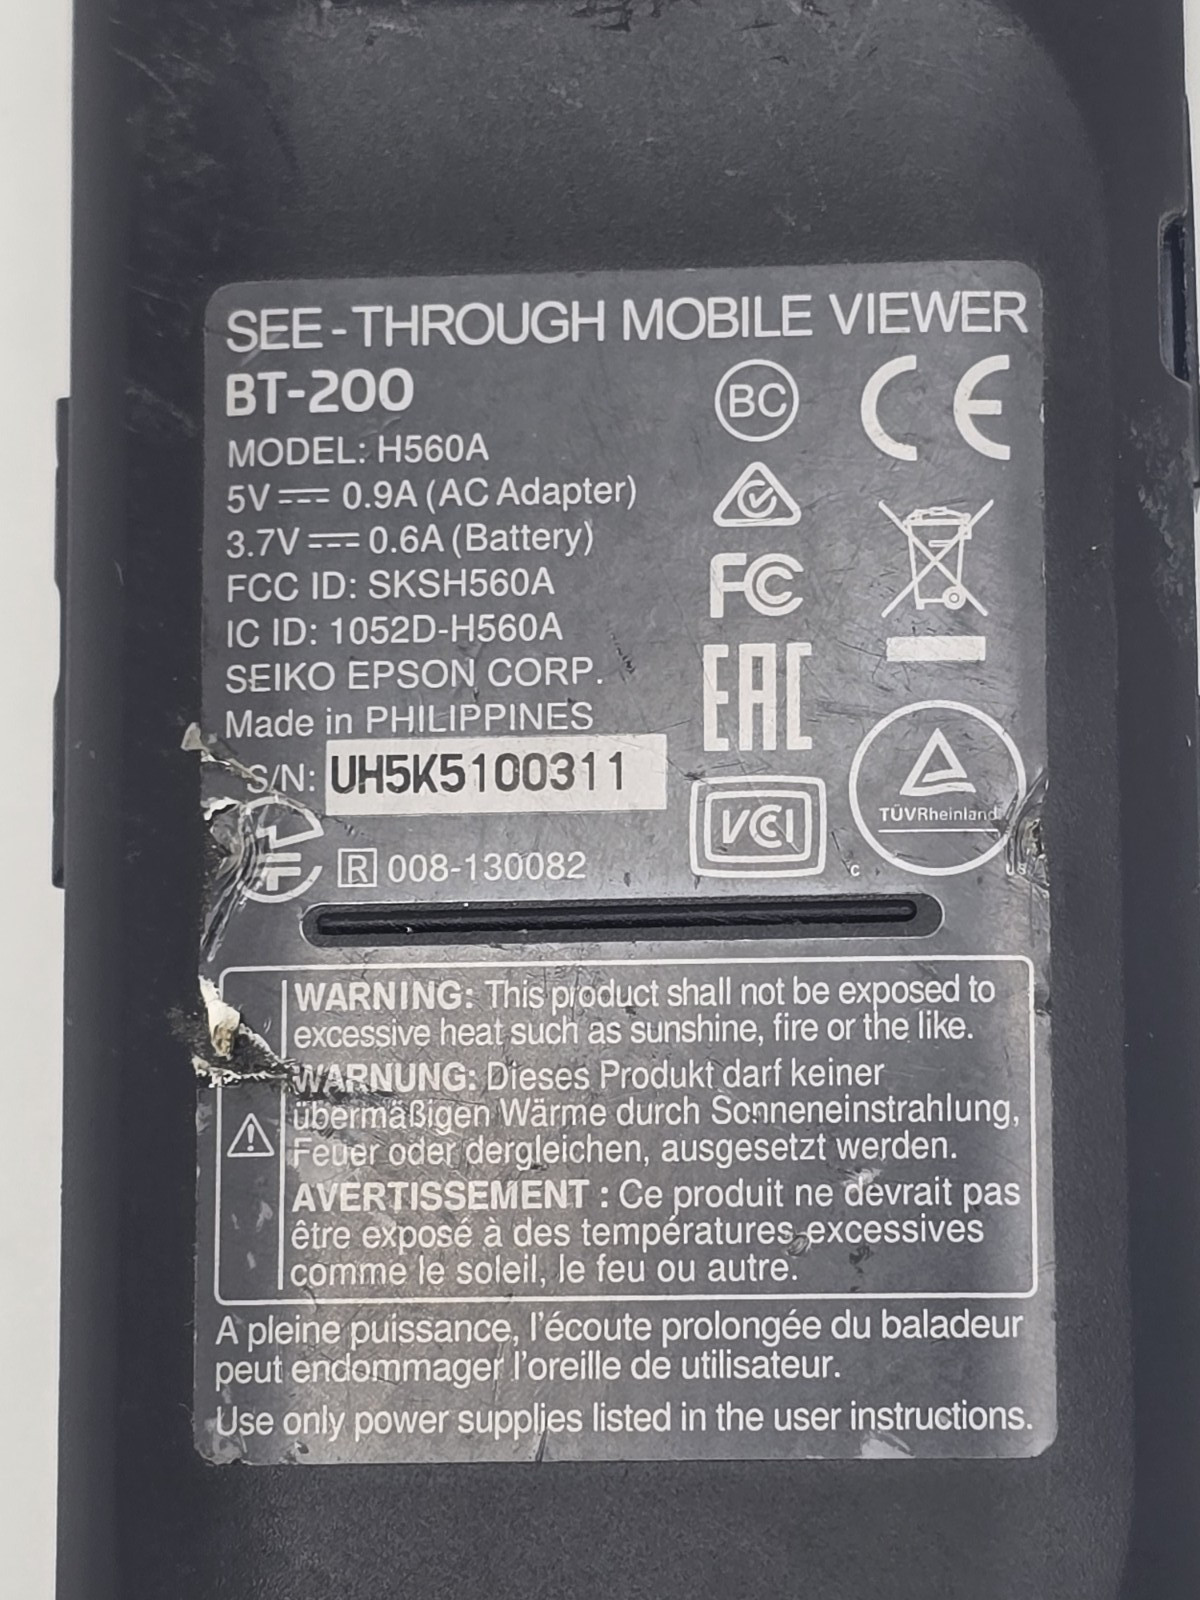 SEE-THROUGH MOBILE VIEWER
BT-200
MODEL: H560A
5V ⎓ 0.9A (AC Adapter)
3.7V ⎓ 0.6A (Battery)
FCC ID: SKSH560A
IC ID: 1052D-H560A
SEIKO EPSON CORP.
Made in PHILIPPINES
S/N: UH5K5100311
R 008-130082
BC
CE
FC
EAC
VCCI
TÜVRheinland
C US
WARNING: This product shall not be exposed to
excessive heat such as sunshine, fire or the like.
WARNUNG: Dieses Produkt darf keiner
übermäßigen Wärme durch Sonneneinstrahlung,
Feuer oder dergleichen, ausgesetzt werden.
AVERTISSEMENT : Ce produit ne devrait pas
être exposé à des températures excessives
comme le soleil, le feu ou autre.
A pleine puissance, l'écoute prolongée du baladeur
peut endommager l'oreille de utilisateur.
Use only power supplies listed in the user instructions.